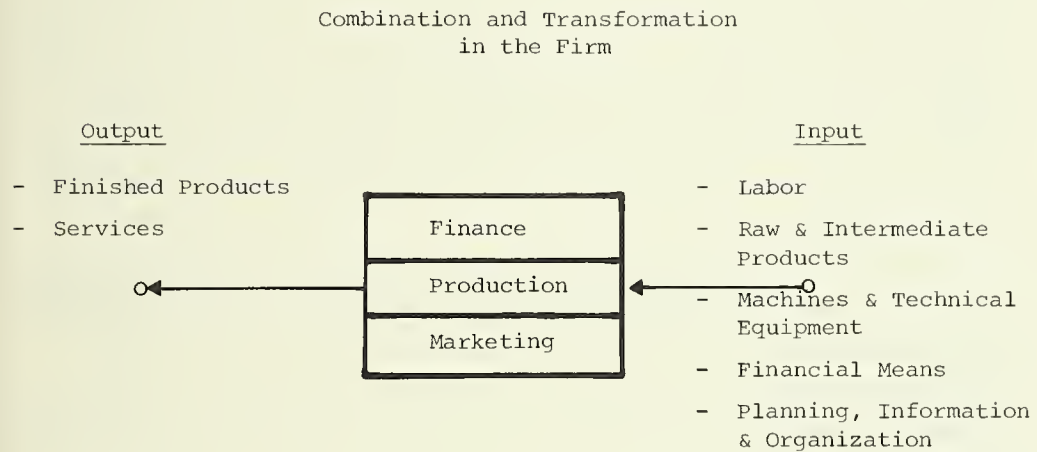 Combination and Transformation
in the Firm
Output
- Finished Products
- Services
Finance
Production
Marketing
Input
- Labor
- Raw & Intermediate
Products
- Machines & Technical
Equipment
- Financial Means
- Planning, Information
& Organization